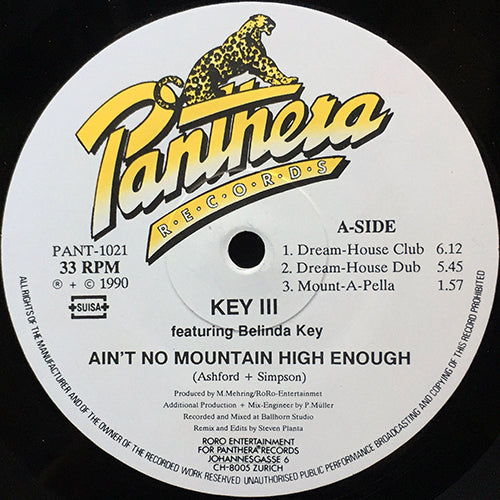 Panthera
RECORDS
A-SIDE
PANT-1021
33 RPM
℗ + © 1990
SUISA
1. Dream-House Club 6.12
2. Dream-House Dub 5.45
3. Mount-A-Pella 1.57
KEY III
featuring Belinda Key
AIN'T NO MOUNTAIN HIGH ENOUGH
(Ashford + Simpson)
Produced by M.Mehring/RoRo-Entertainmet
Additional Production + Mix-Engineer by P.Müller
Recorded and Mixed at Ballhorn Studio
Remix and Edits by Steven Planta
RORO ENTERTAINMENT
FOR PANTHERA RECORDS
JOHANNESGASSE 6
CH-8005 ZURICH
ALL RIGHTS OF THE MANUFACTURER AND OF THE OWNER OF THE RECORDED WORK RESERVED UNAUTHORISED PUBLIC PERFORMANCE BROADCASTING AND COPYING OF THIS RECORD PROHIBITED